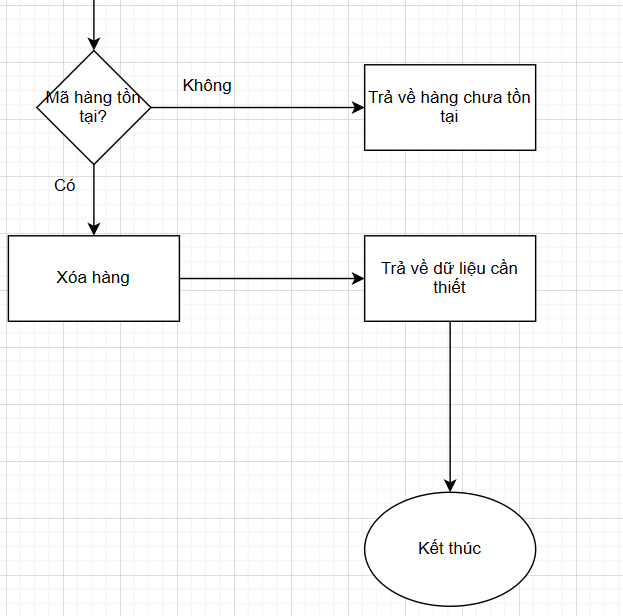 Mã hàng tồn
tại?
Không
Trả về hàng chưa tồn
tại
Có
Xóa hàng
Trả về dữ liệu cần
thiết
Kết thúc